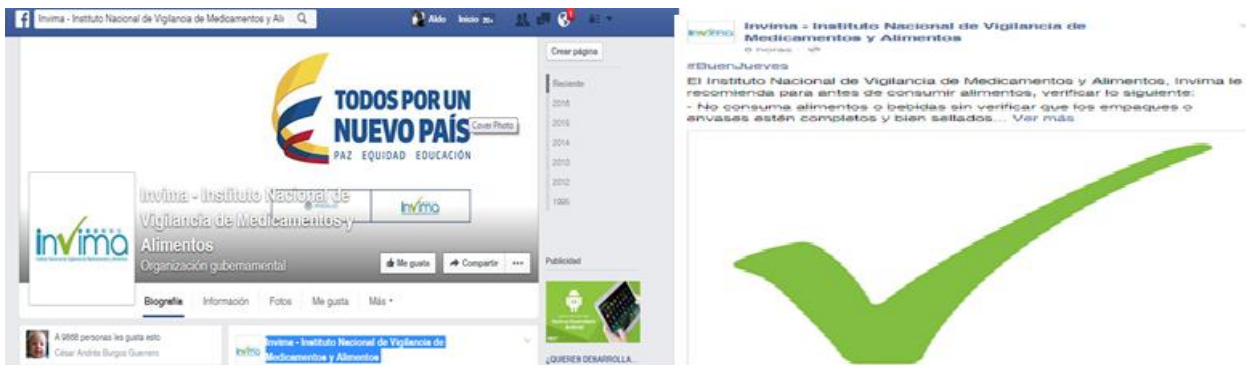 Invima - Instituto Nacional de Vigilancia de Medicamentos y Ali
Aldo Inicio
Crear página
TODOS POR UN
NUEVO PAÍS
PAZ EQUIDAD EDUCACIÓN
Cover Photo
Reciente
2016
2015
2014
2013
2012
1995
invima
Invima - Instituto Nacional de
Vigilancia de Medicamentos y
Alimentos
Organización gubernamental
invima
Me gusta
Compartir
Publicidad
Biografía Información Fotos Me gusta Más
A 9868 personas les gusta esto
César Andrés Burgos Guerrero
invima
Invima - Instituto Nacional de Vigilancia de
Medicamentos y Alimentos
¿QUIERES DESARROLLA...
invima
Invima - Instituto Nacional de Vigilancia de
Medicamentos y Alimentos
horas
#BuenJueves
El Instituto Nacional de Vigilancia de Medicamentos y Alimentos, Invima le
recomienda para antes de consumir alimentos, verificar lo siguiente:
- No consuma alimentos o bebidas sin verificar que los empaques o
envases estén completos y bien sellados... Ver más